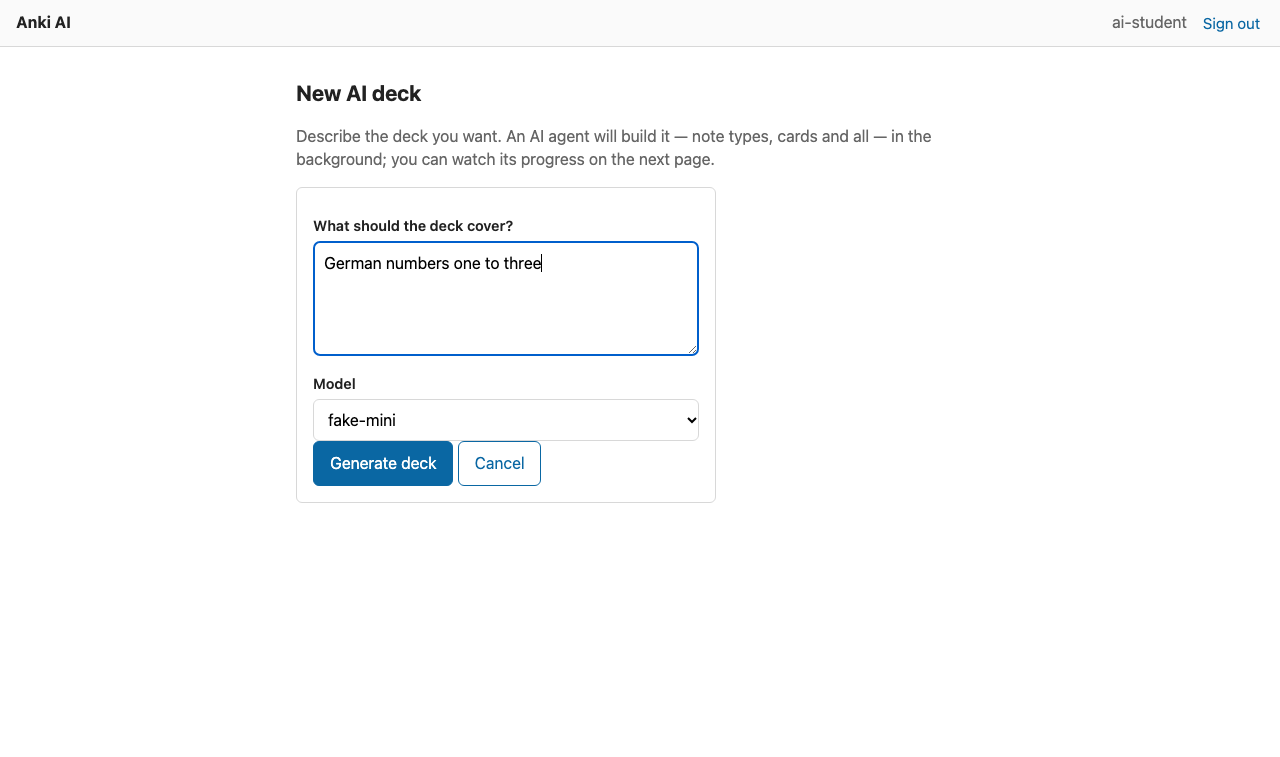 Anki AI
ai-student
Sign out
New AI deck
Describe the deck you want. An AI agent will build it — note types, cards and all — in the
background; you can watch its progress on the next page.
What should the deck cover?
German numbers one to three
Model
fake-mini
Generate deck
Cancel